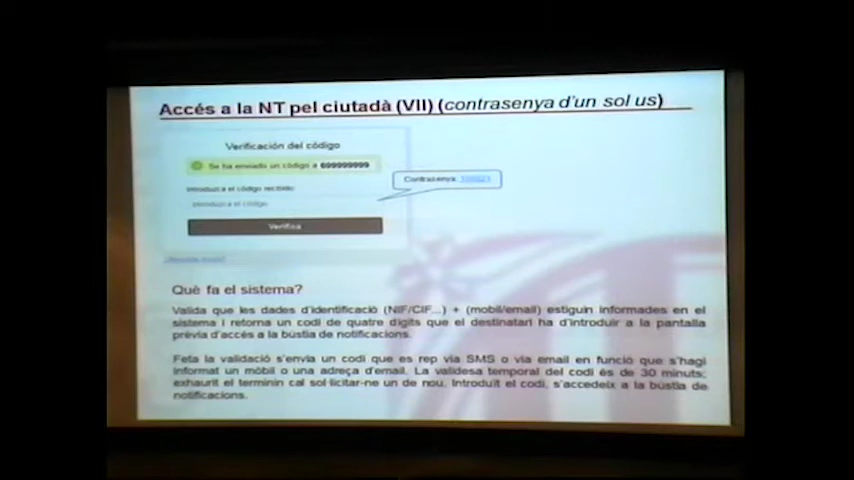 Accés a la NT pel ciutadà (VII) (contrasenya d'un sol us)
Verificación del código
Se ha enviado un código a 699999999
Contrasenya:
Introduzca el código recibido
Introduzca el código
Verifica
Què fa el sistema?
Valida que les dades d'identificació (NIF/CIF...) + (mobil/email) estiguin informades en el
sistema i retorna un codi de quatre digits que el destinatari ha d'introduir a la pantalla
prèvia d'accés a la bústia de notificacions.
Feta la validació s'envia un codi que es rep via SMS o via email en funció que s'hagi
informat un mòbil o una adreça d'email. La validesa temporal del codi és de 30 minuts;
exhaurit el terminin cal sol·licitar-ne un de nou. Introduït el codi, s'accedeix a la bústia de
notificacions.